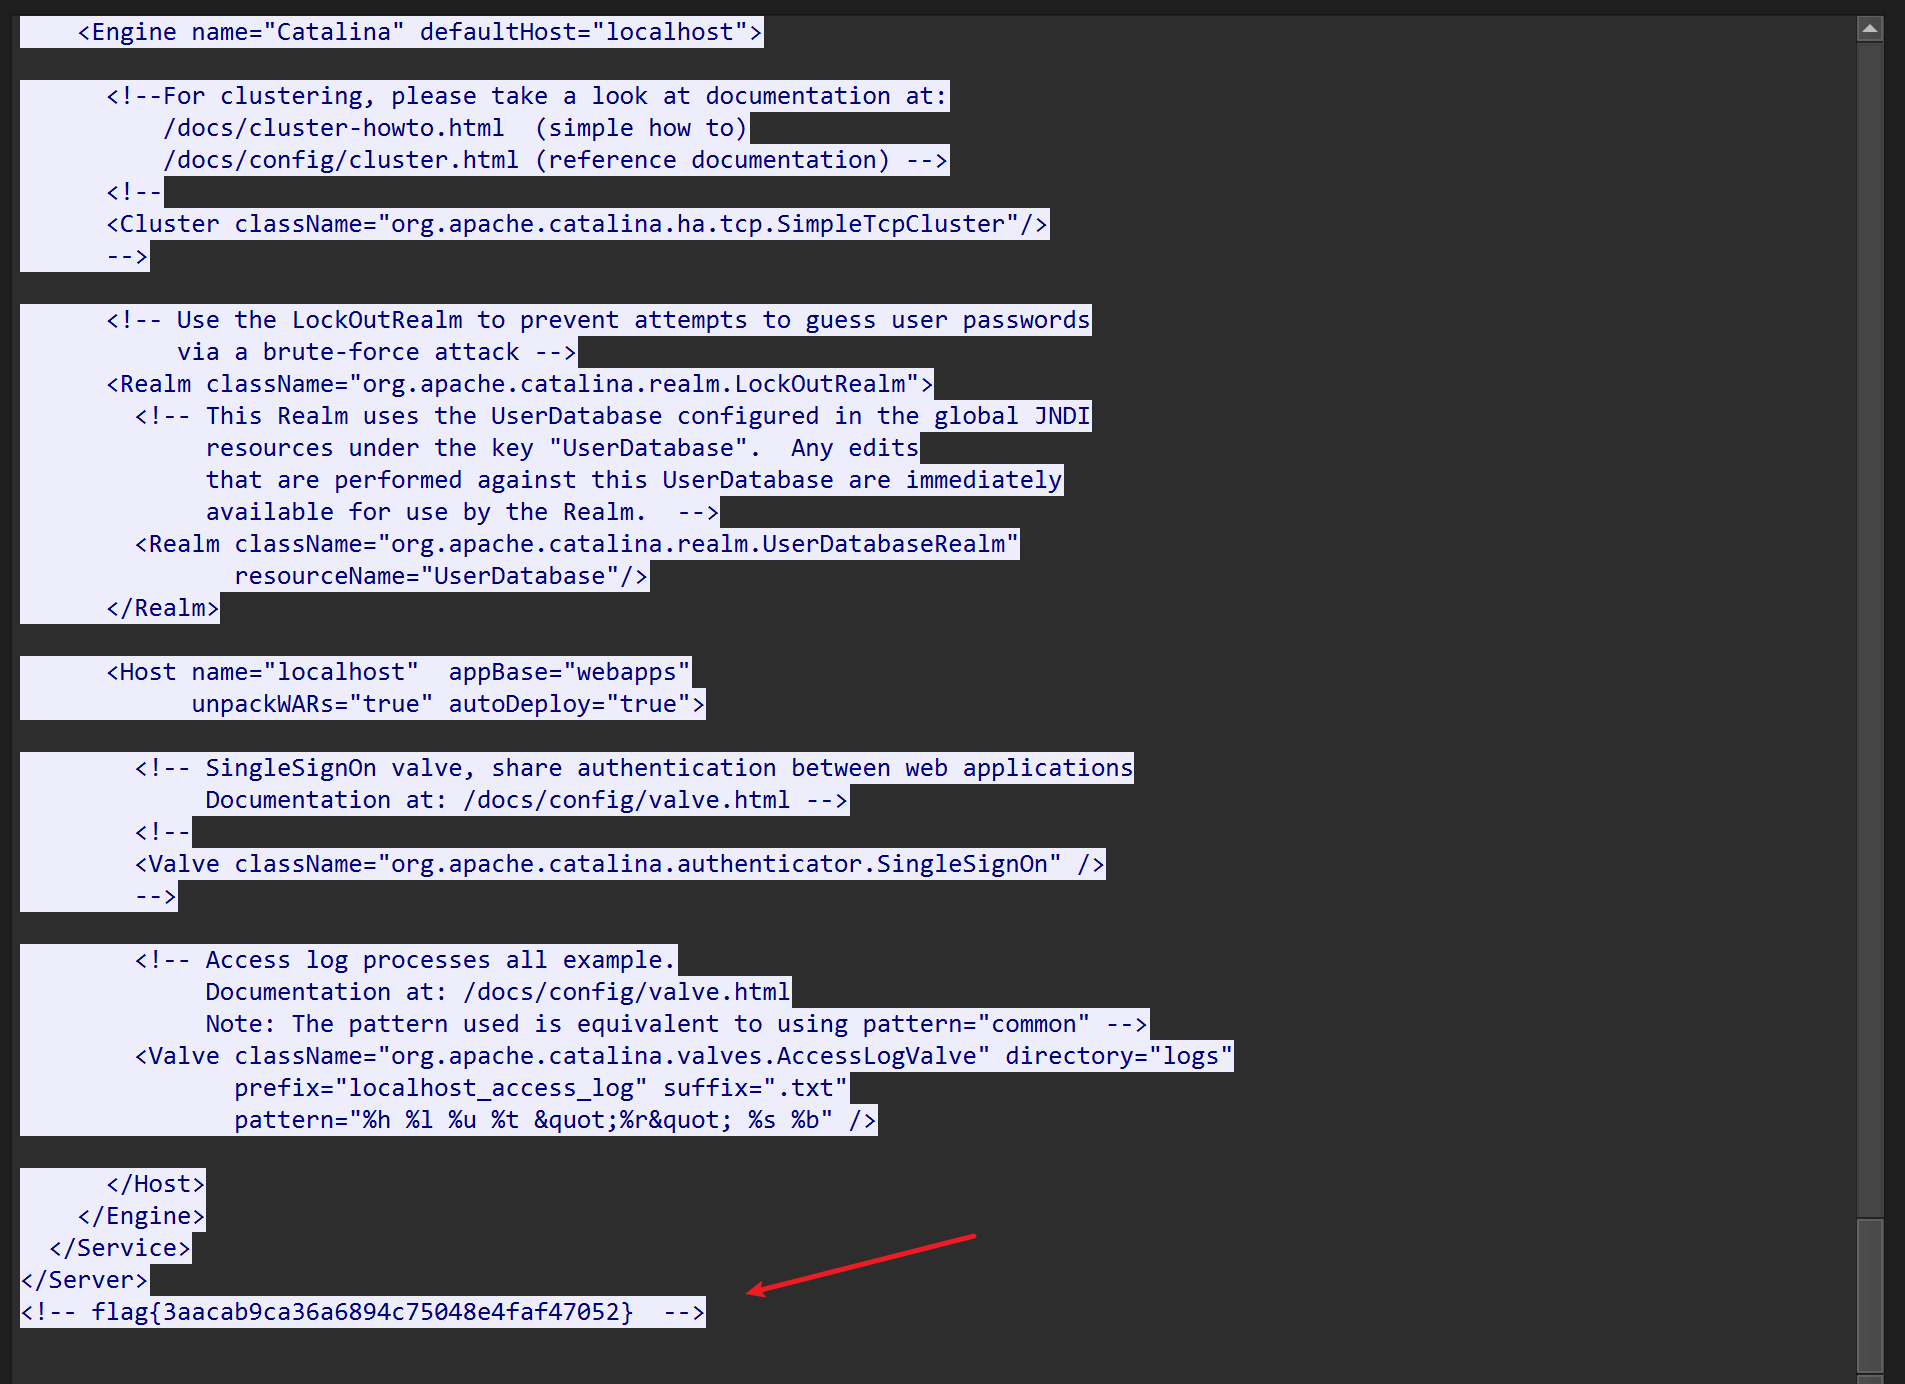 <Engine name="Catalina" defaultHost="localhost">

      <!--For clustering, please take a look at documentation at:
          /docs/cluster-howto.html  (simple how to)
          /docs/config/cluster.html (reference documentation) -->
      <!--
      <Cluster className="org.apache.catalina.ha.tcp.SimpleTcpCluster"/>
      -->

      <!-- Use the LockOutRealm to prevent attempts to guess user passwords
           via a brute-force attack -->
      <Realm className="org.apache.catalina.realm.LockOutRealm">
        <!-- This Realm uses the UserDatabase configured in the global JNDI
             resources under the key "UserDatabase".  Any edits
             that are performed against this UserDatabase are immediately
             available for use by the Realm.  -->
        <Realm className="org.apache.catalina.realm.UserDatabaseRealm"
               resourceName="UserDatabase"/>
      </Realm>

      <Host name="localhost"  appBase="webapps"
            unpackWARs="true" autoDeploy="true">

        <!-- SingleSignOn valve, share authentication between web applications
             Documentation at: /docs/config/valve.html -->
        <!--
        <Valve className="org.apache.catalina.authenticator.SingleSignOn" />
        -->

        <!-- Access log processes all example.
             Documentation at: /docs/config/valve.html
             Note: The pattern used is equivalent to using pattern="common" -->
        <Valve className="org.apache.catalina.valves.AccessLogValve" directory="logs"
               prefix="localhost_access_log" suffix=".txt"
               pattern="%h %l %u %t &quot;%r&quot; %s %b" />

      </Host>
    </Engine>
  </Service>
</Server>
<!-- flag{3aacab9ca36a6894c75048e4faf47052}  -->